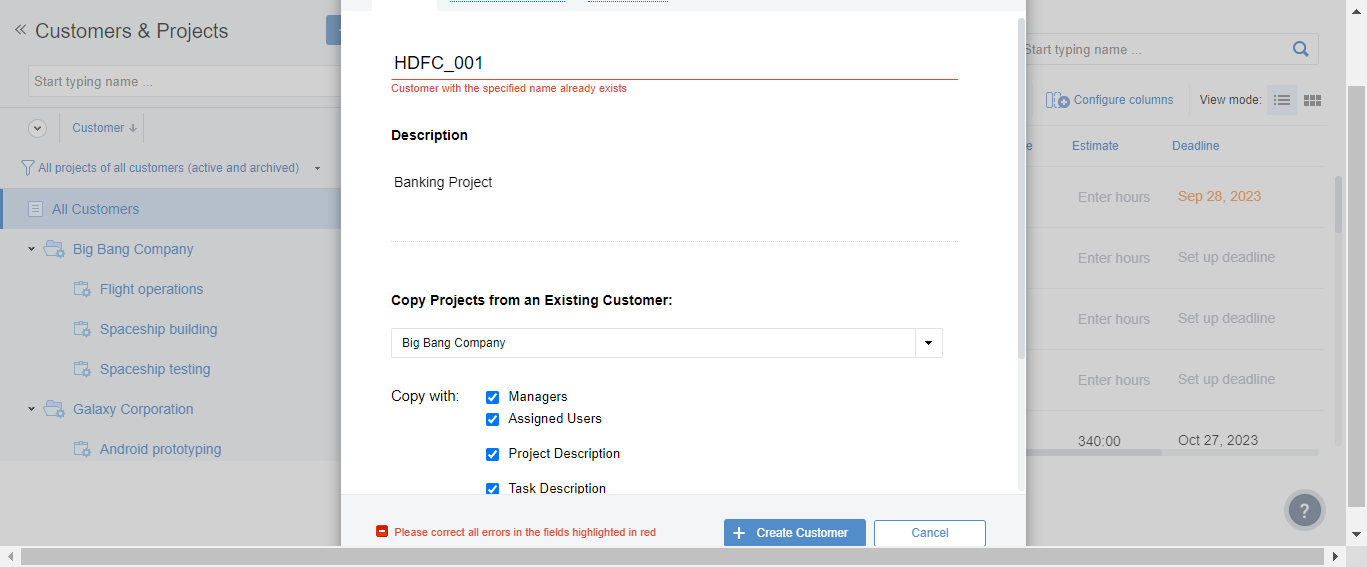 Customers & Projects
Start typing name ...
Customer
All projects of all customers (active and archived)
All Customers
Big Bang Company
Flight operations
Spaceship building
Spaceship testing
Galaxy Corporation
Android prototyping
HDFC_001
Customer with the specified name already exists
Description
Banking Project
Copy Projects from an Existing Customer:
Big Bang Company
Copy with:
Managers
Assigned Users
Project Description
Task Description
Please correct all errors in the fields highlighted in red
Create Customer
Cancel
Start typing name ...
Configure columns
View mode:
e
Estimate
Deadline
Enter hours
Sep 28, 2023
Enter hours
Set up deadline
Enter hours
Set up deadline
Enter hours
Set up deadline
340:00
Oct 27, 2023
?